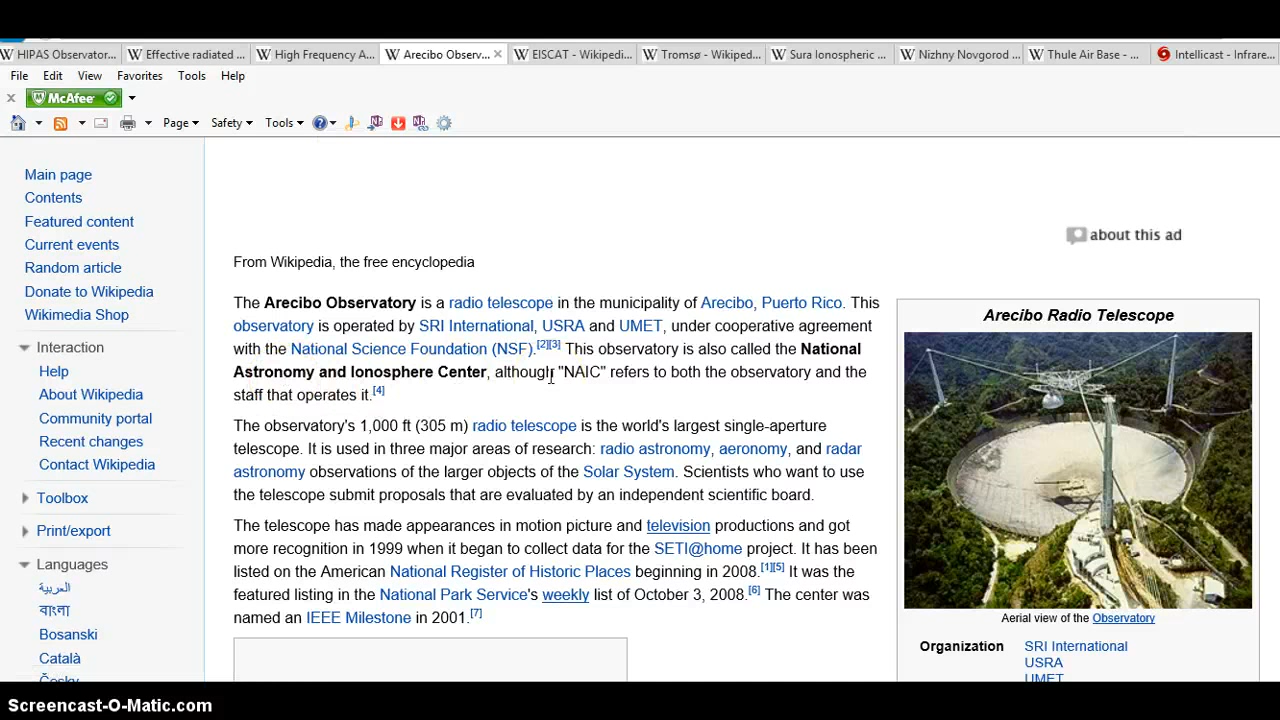 HIPAS Observator...
Effective radiated ...
High Frequency A...
Arecibo Observ...
EISCAT - Wikipedi...
Tromsø - Wikiped...
Sura Ionospheric ...
Nizhny Novgorod ...
Thule Air Base - ...
Intellicast - Infrare...
File Edit View Favorites Tools Help
McAfee
Page Safety Tools
Main page
Contents
Featured content
Current events
Random article
Donate to Wikipedia
Wikimedia Shop
Interaction
Help
About Wikipedia
Community portal
Recent changes
Contact Wikipedia
Toolbox
Print/export
Languages
العربية
বাংলা
Bosanski
Català
Česky
about this ad
From Wikipedia, the free encyclopedia
The Arecibo Observatory is a radio telescope in the municipality of Arecibo, Puerto Rico. This
observatory is operated by SRI International, USRA and UMET, under cooperative agreement
with the National Science Foundation (NSF).[2][3] This observatory is also called the National
Astronomy and Ionosphere Center, although "NAIC" refers to both the observatory and the
staff that operates it.[4]
The observatory's 1,000 ft (305 m) radio telescope is the world's largest single-aperture
telescope. It is used in three major areas of research: radio astronomy, aeronomy, and radar
astronomy observations of the larger objects of the Solar System. Scientists who want to use
the telescope submit proposals that are evaluated by an independent scientific board.
The telescope has made appearances in motion picture and television productions and got
more recognition in 1999 when it began to collect data for the SETI@home project. It has been
listed on the American National Register of Historic Places beginning in 2008.[1][5] It was the
featured listing in the National Park Service's weekly list of October 3, 2008.[6] The center was
named an IEEE Milestone in 2001.[7]
Arecibo Radio Telescope
Aerial view of the Observatory
Organization SRI International
USRA
UMET
Screencast-O-Matic.com